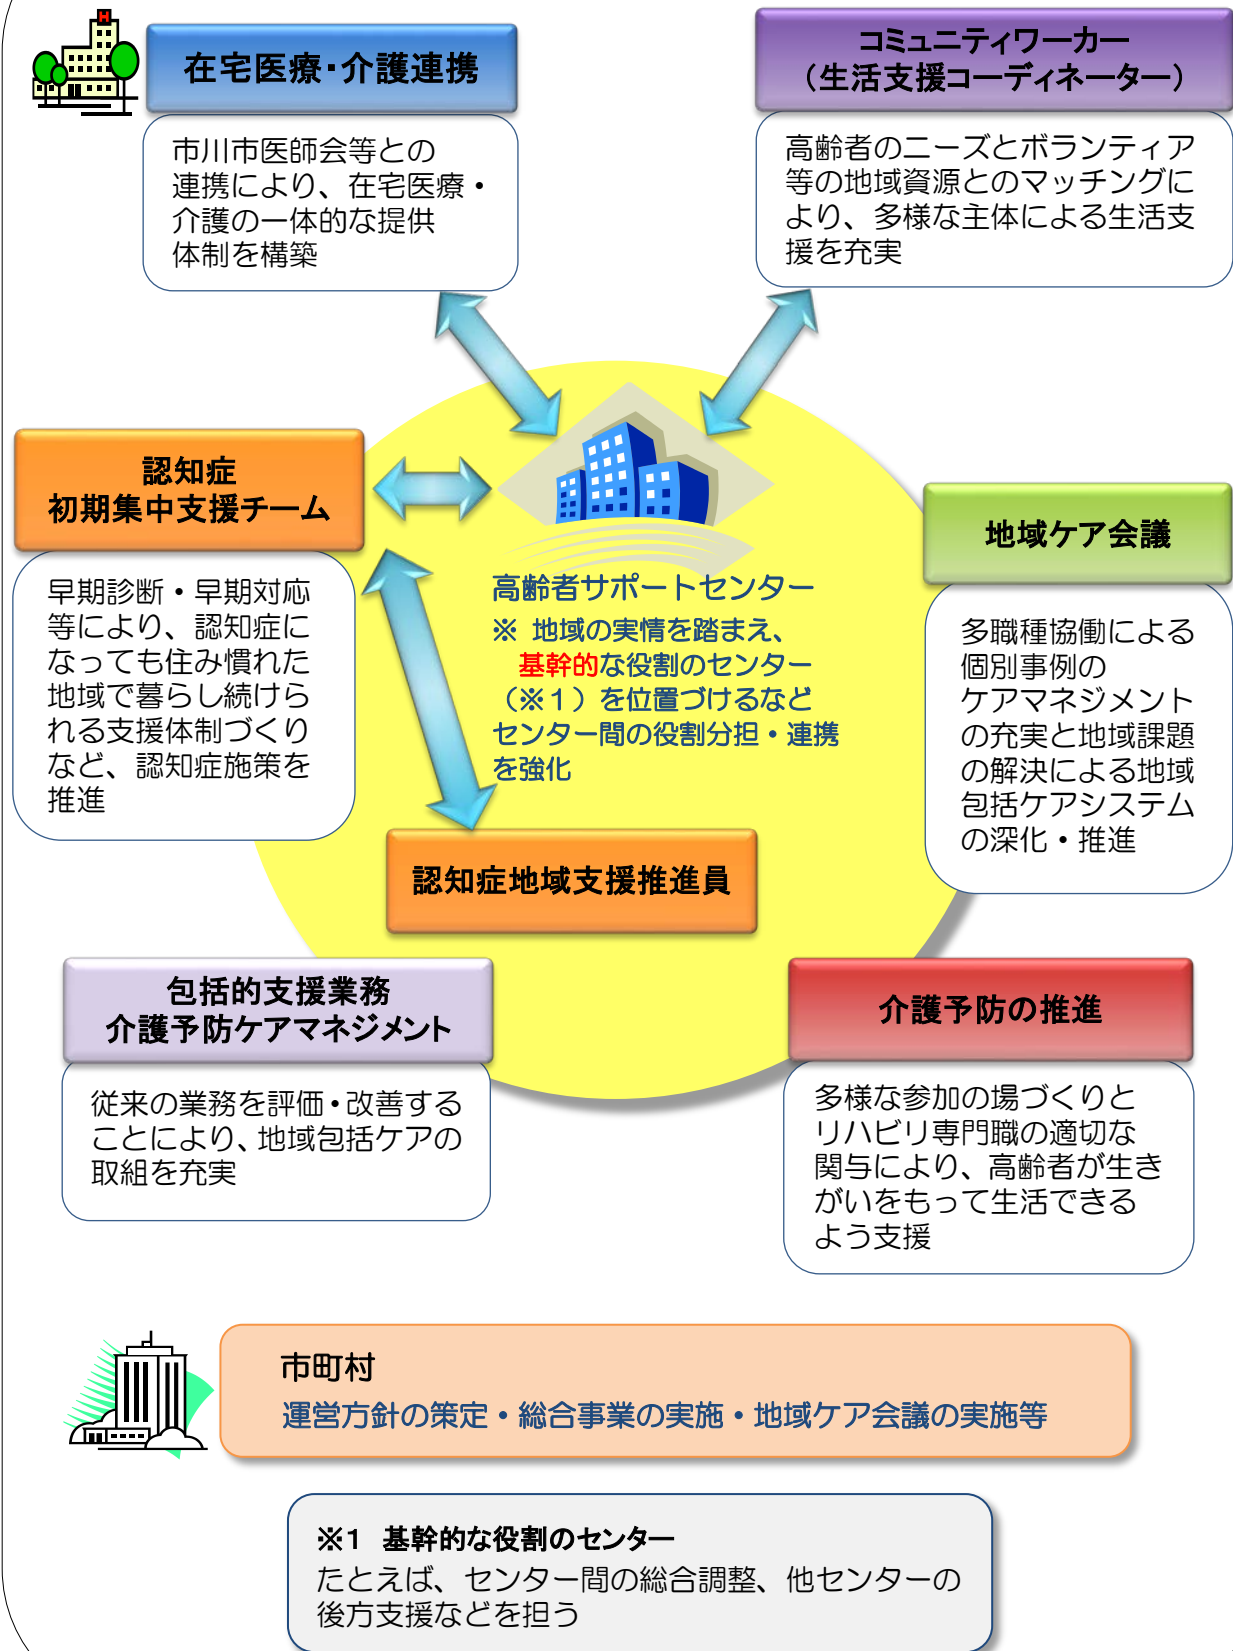 H
在宅医療・介護連携
市川市医師会等との
連携により、在宅医療・
介護の一体的な提供
体制を構築
コミュニティワーカー
（生活支援コーディネーター）
高齢者のニーズとボランティア
等の地域資源とのマッチングに
より、多様な主体による生活支
援を充実
認知症
初期集中支援チーム
早期診断・早期対応
等により、認知症に
なっても住み慣れた
地域で暮らし続けら
れる支援体制づくり
など、認知症施策を
推進
高齢者サポートセンター
※ 地域の実情を踏まえ、
基幹的な役割のセンター
（※１）を位置づけるなど
センター間の役割分担・連携
を強化
認知症地域支援推進員
地域ケア会議
多職種協働による
個別事例の
ケアマネジメント
の充実と地域課題
の解決による地域
包括ケアシステム
の深化・推進
包括的支援業務
介護予防ケアマネジメント
従来の業務を評価・改善する
ことにより、地域包括ケアの
取組を充実
介護予防の推進
多様な参加の場づくりと
リハビリ専門職の適切な
関与により、高齢者が生き
がいをもって生活できる
よう支援
市町村
運営方針の策定・総合事業の実施・地域ケア会議の実施等
※1 基幹的な役割のセンター
たとえば、センター間の総合調整、他センターの
後方支援などを担う